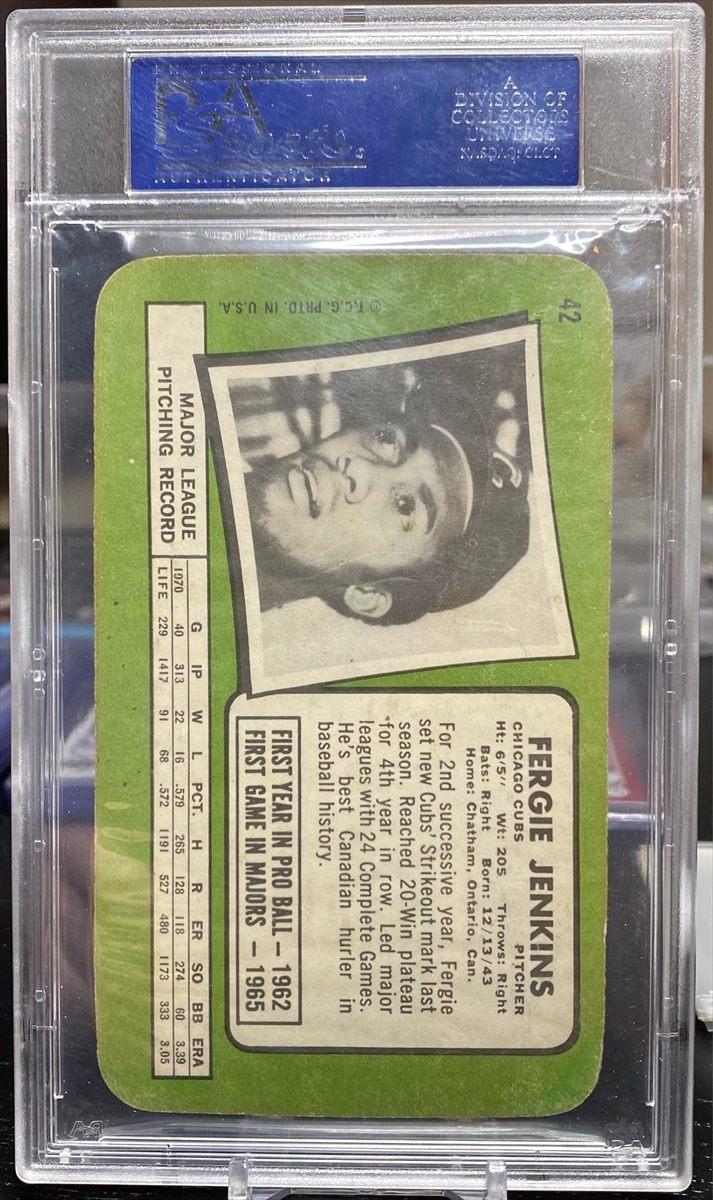 PROFESSIONAL
PSA
Sports
AUTHENTICATOR
A
DIVISION OF
COLLECTORS
UNIVERSE
NASDAQ: CLCT
42
© T.C.G. PRTD. IN U.S.A.
FERGIE JENKINS
CHICAGO CUBS PITCHER
Ht: 6'5" Wt: 205 Throws: Right
Bats: Right Born: 12/13/43
Home: Chatham, Ontario, Can.
For 2nd successive year, Fergie
set new Cubs' Strikeout mark last
season. Reached 20-Win plateau
for 4th year in row. Led major
leagues with 24 Complete Games.
He's best Canadian hurler in
baseball history.
FIRST YEAR IN PRO BALL — 1962
FIRST GAME IN MAJORS — 1965
MAJOR LEAGUE
PITCHING RECORD
G IP W L PCT. H R ER SO BB ERA
1970 40 313 22 16 .579 265 128 118 274 60 3.39
LIFE 229 1417 91 68 .572 1191 527 480 1173 333 3.05